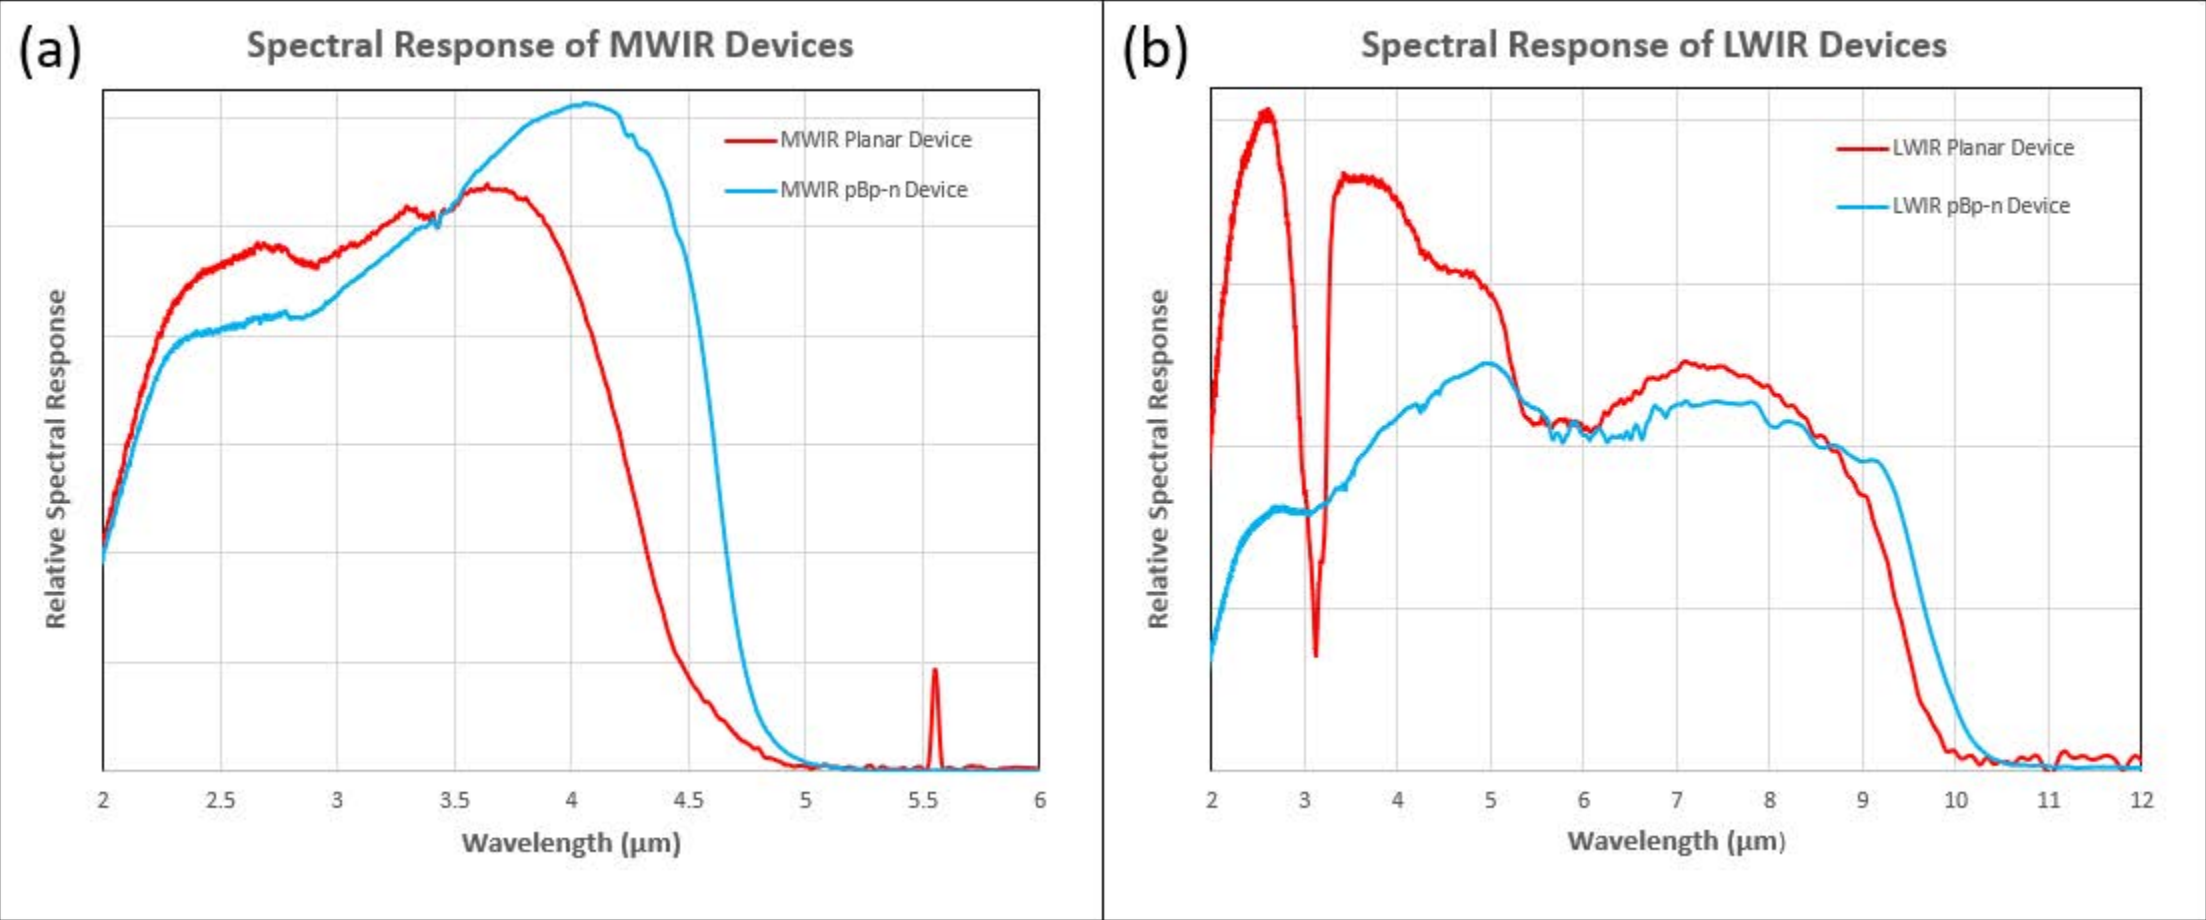 (a)
Spectral Response of MWIR Devices
MWIR Planar Device
MWIR pBp-n Device
Relative Spectral Response
2 2.5 3 3.5 4 4.5 5 5.5 6
Wavelength (µm)
(b)
Spectral Response of LWIR Devices
LWIR Planar Device
LWIR pBp-n Device
Relative Spectral Response
2 3 4 5 6 7 8 9 10 11 12
Wavelength (µm)